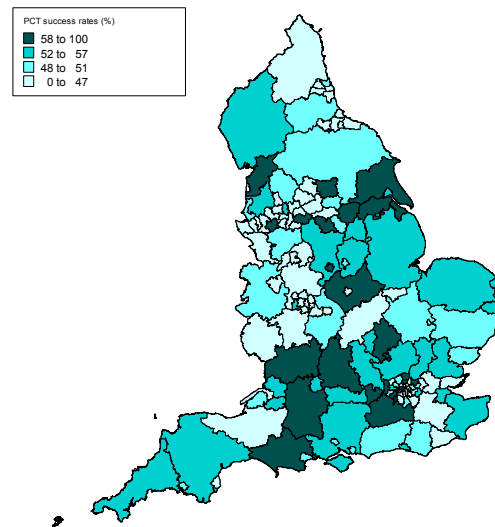 PCT success rates (%)
58 to 100
52 to 57
48 to 51
0 to 47